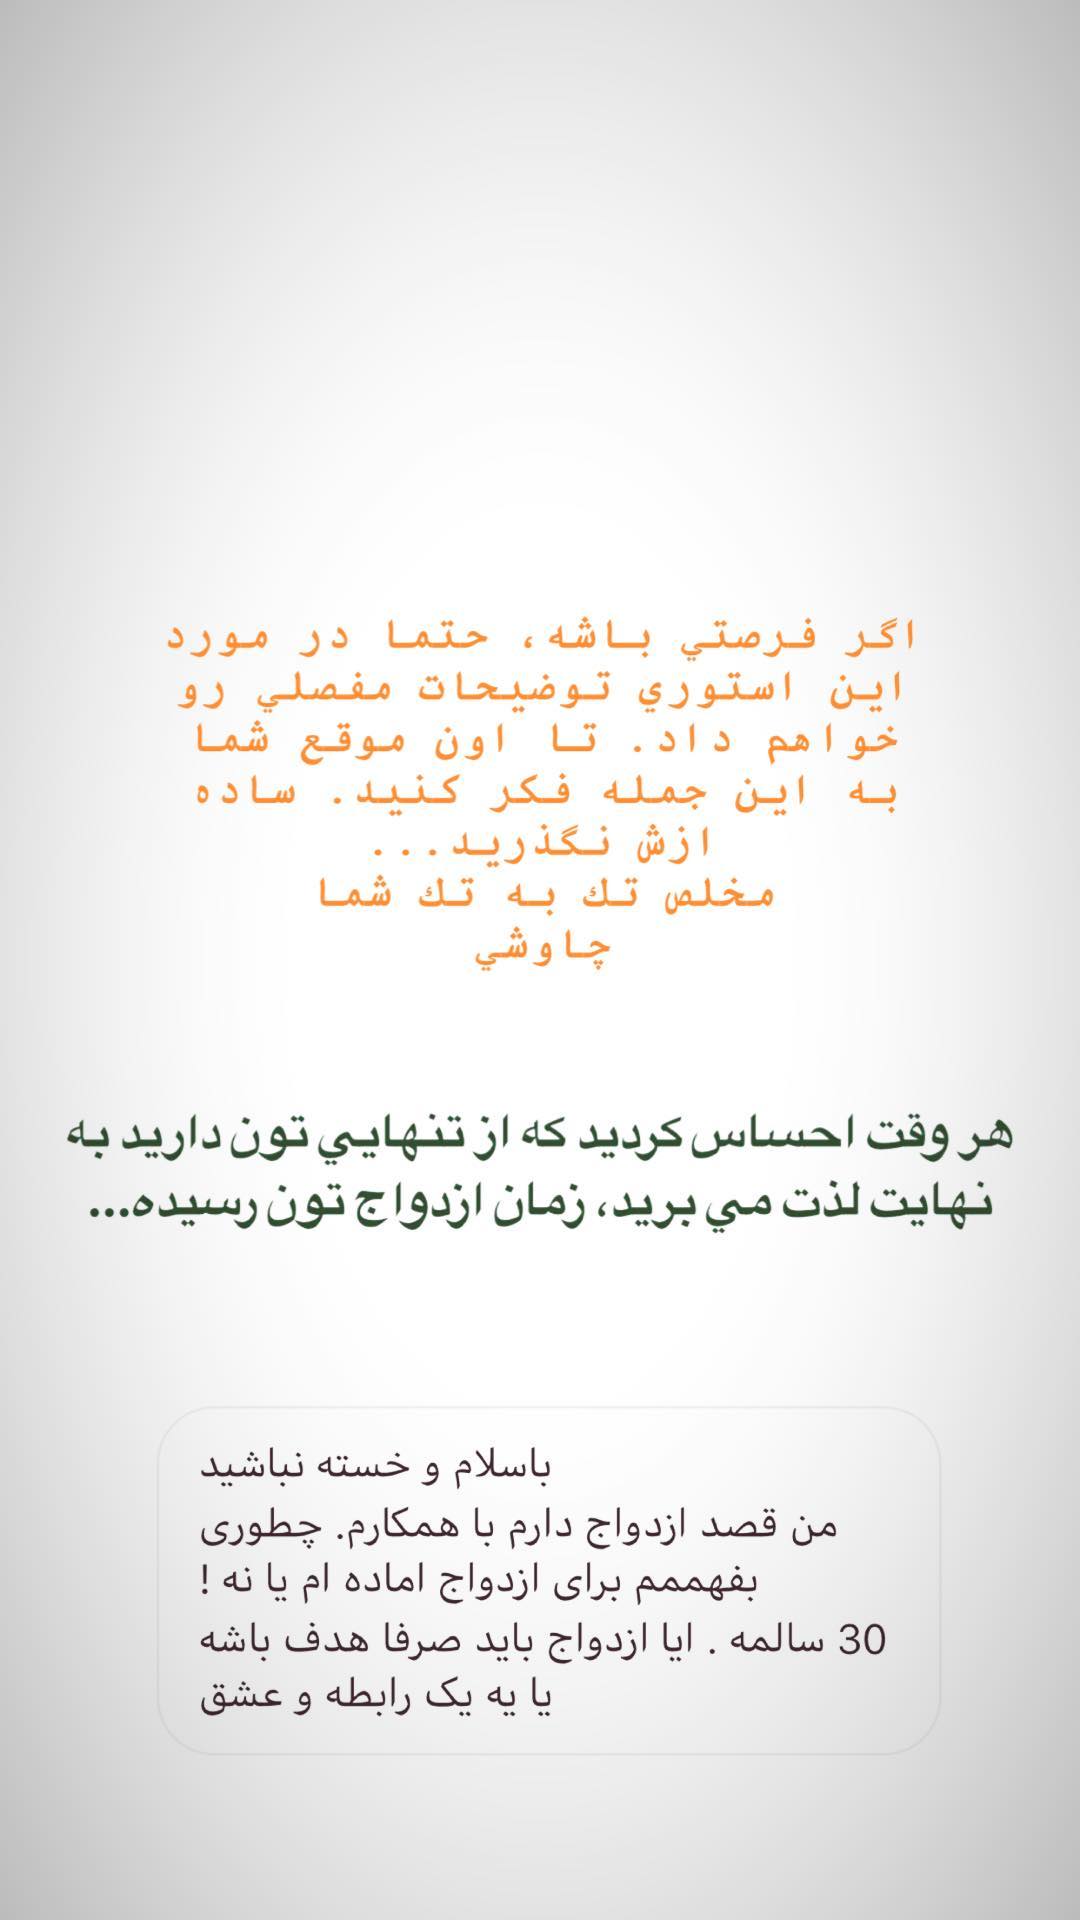 اگر فرصتي باشه، حتما در مورد
اين استوري توضيحات مفصلي رو
خواهم داد. تا اون موقع شما
به اين جمله فكر كنيد. ساده
ازش نگذريد...
مخلص تك به تك شما
چاوشي
هر وقت احساس كرديد كه از تنهايي تون داريد به
نهايت لذت مي بريد، زمان ازدواج تون رسيده...
باسلام و خسته نباشید
من قصد ازدواج دارم با همکارم. چطوری
بفهممم برای ازدواج اماده ام یا نه !
30 سالمه . ایا ازدواج باید صرفا هدف باشه
یا یه یک رابطه و عشق